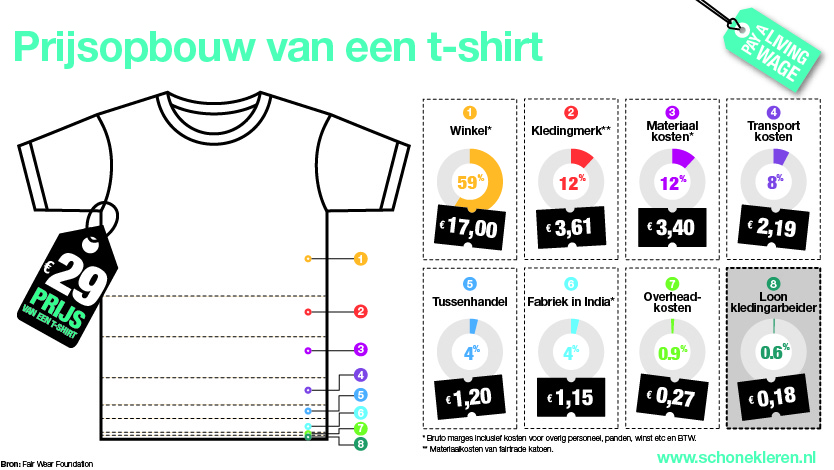 Prijsopbouw van een t-shirt
PAY A
LIVING
WAGE
€ 29
PRIJS
VAN EEN T-SHIRT
1
2
3
4
5
6
7
8
1
Winkel*
59%
€ 17,00
2
Kledingmerk**
12%
€ 3,61
3
Materiaal
kosten*
12%
€ 3,40
4
Transport
kosten
8%
€ 2,19
5
Tussenhandel
4%
€ 1,20
6
Fabriek in India*
4%
€ 1,15
7
Overhead-
kosten
0.9%
€ 0,27
8
Loon
kledingarbeider
0.6%
€ 0,18
* Bruto marges inclusief kosten voor overig personeel, panden, winst etc en BTW.
** Materiaalkosten van fairtrade katoen.
Bron: Fair Wear Foundation
www.schonekleren.nl